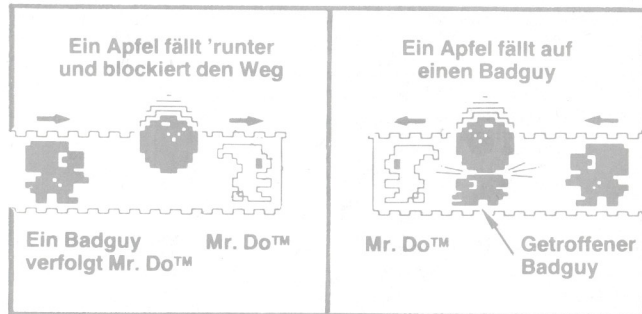 Ein Apfel fällt 'runter
und blockiert den Weg
Ein Badguy
verfolgt Mr. Do™
Mr. Do™
Ein Apfel fällt auf
einen Badguy
Mr. Do™
Getroffener
Badguy